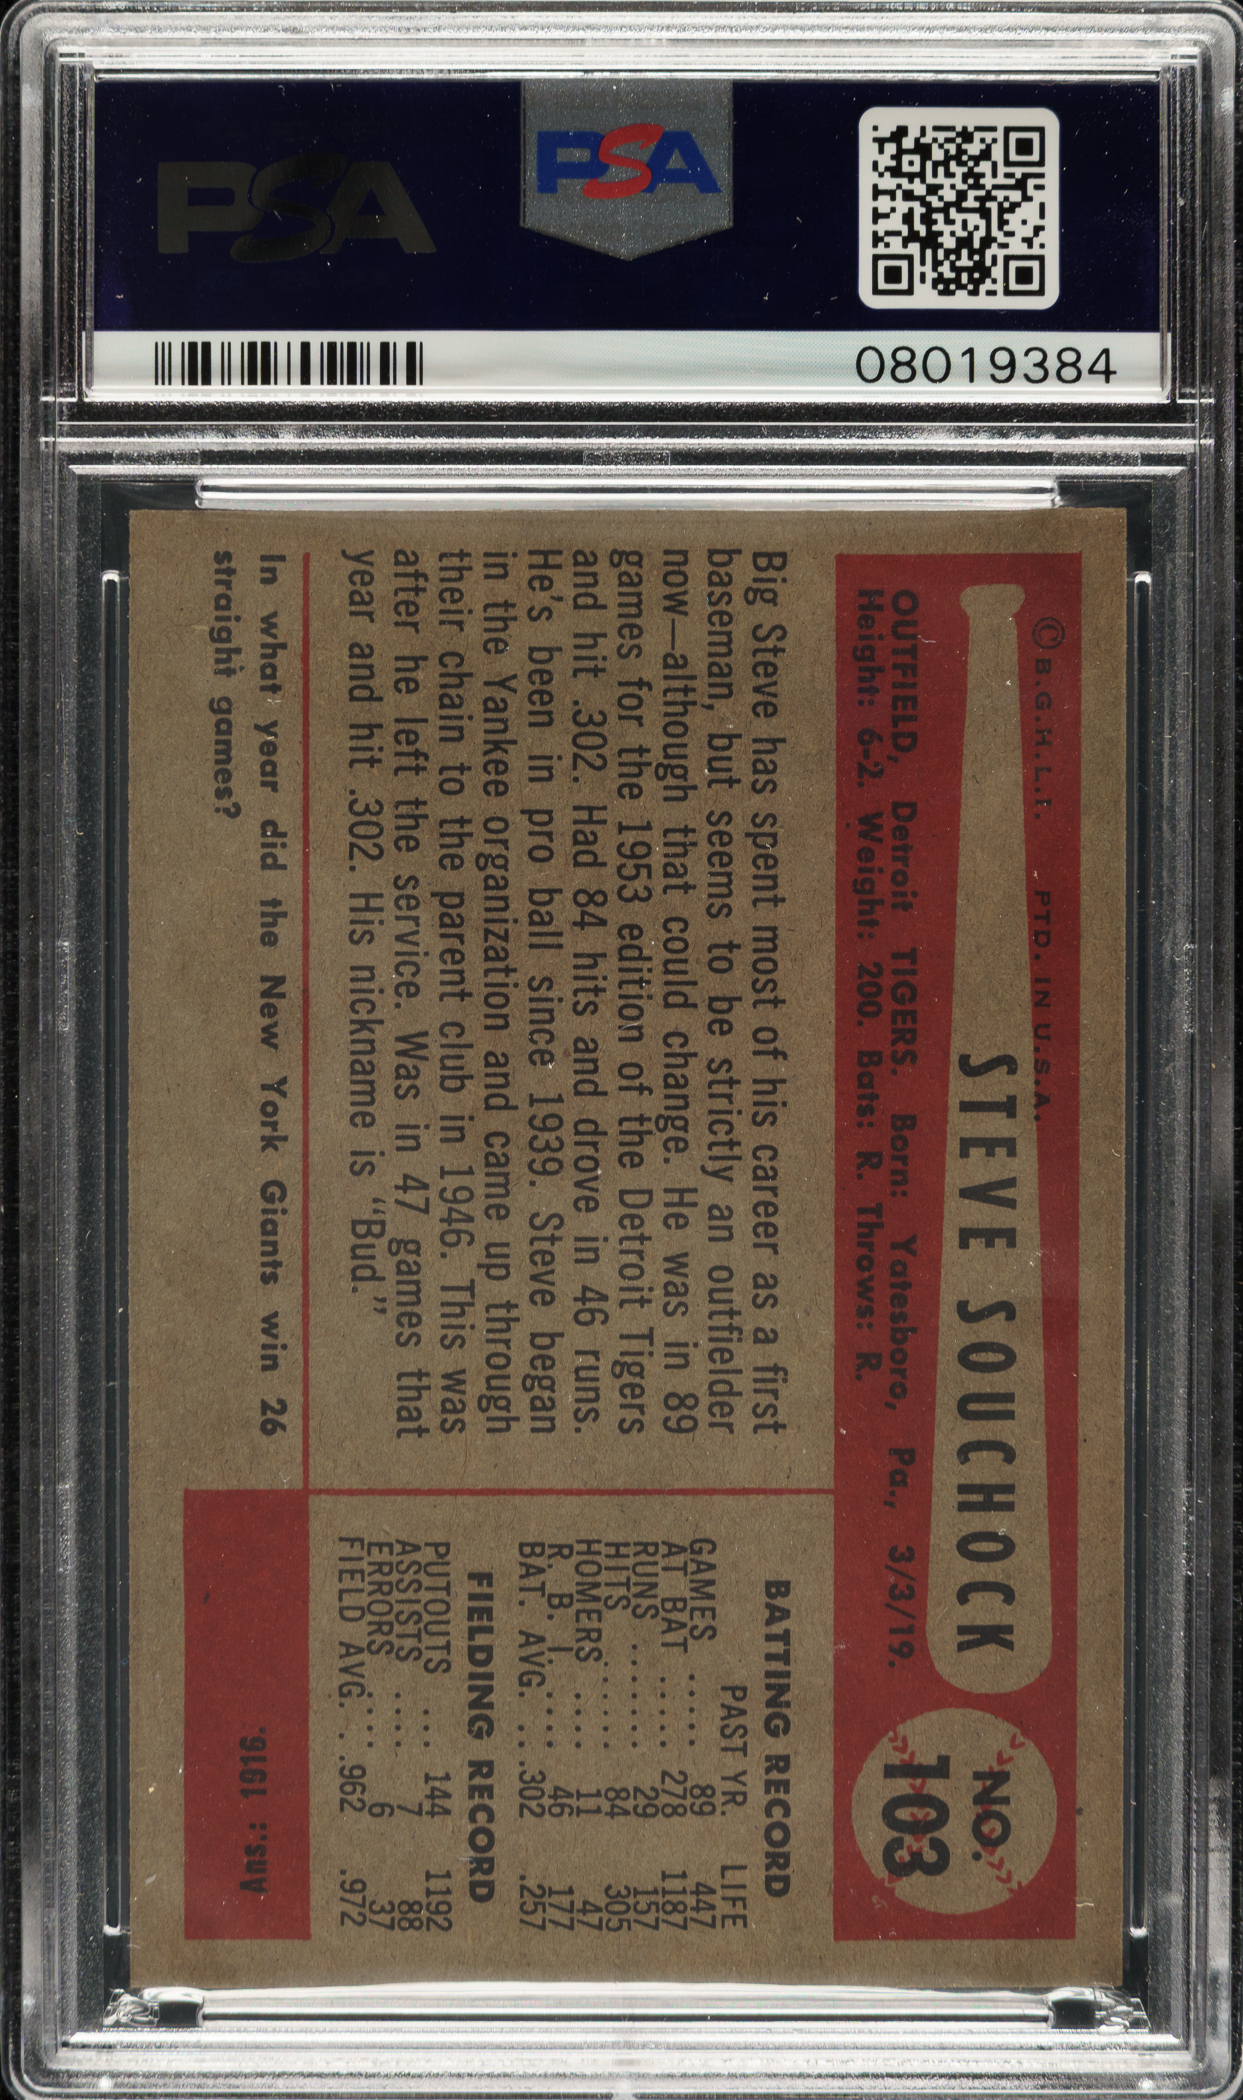 PSA
PSA
08019384
© B.G.H.L.I. PTD. IN U.S.A.
STEVE SOUCHOCK
NO.
103
OUTFIELD, Detroit TIGERS. Born: Yatesboro, Pa., 3/3/19.
Height: 6-2. Weight: 200. Bats: R. Throws: R.
Big Steve has spent most of his career as a first
baseman, but seems to be strictly an outfielder
now—although that could change. He was in 89
games for the 1953 edition of the Detroit Tigers
and hit .302. Had 84 hits and drove in 46 runs.
He's been in pro ball since 1939. Steve began
in the Yankee organization and came up through
their chain to the parent club in 1946. This was
after he left the service. Was in 47 games that
year and hit .302. His nickname is "Bud."
BATTING RECORD
PAST YR. LIFE
GAMES ..... 89 447
AT BAT ..... 278 1187
RUNS ....... 29 157
HITS ....... 84 305
HOMERS .... 11 47
R. B. I. .... 46 177
BAT. AVG. ...302 .257
FIELDING RECORD
PUTOUTS ... 144 1192
ASSISTS .... 7 88
ERRORS .... 6 37
FIELD AVG. ..962 .972
In what year did the New York Giants win 26
straight games?
Ans.: 1916.